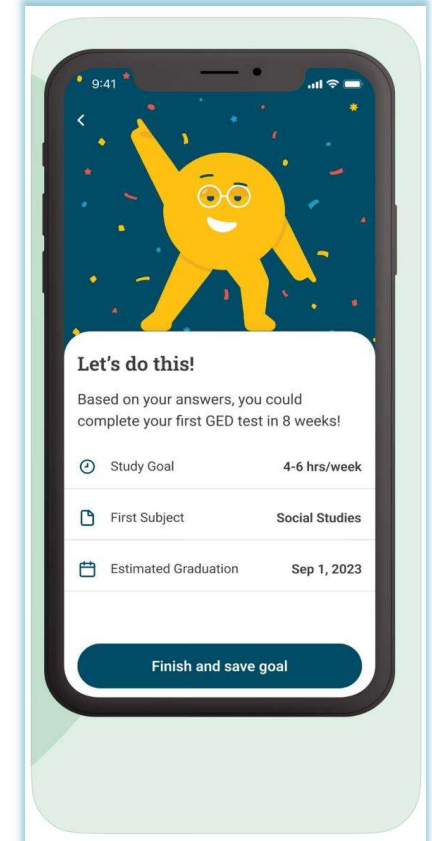 9:41
Let's do this!
Based on your answers, you could
complete your first GED test in 8 weeks!
Study Goal 4-6 hrs/week
First Subject Social Studies
Estimated Graduation Sep 1, 2023
Finish and save goal